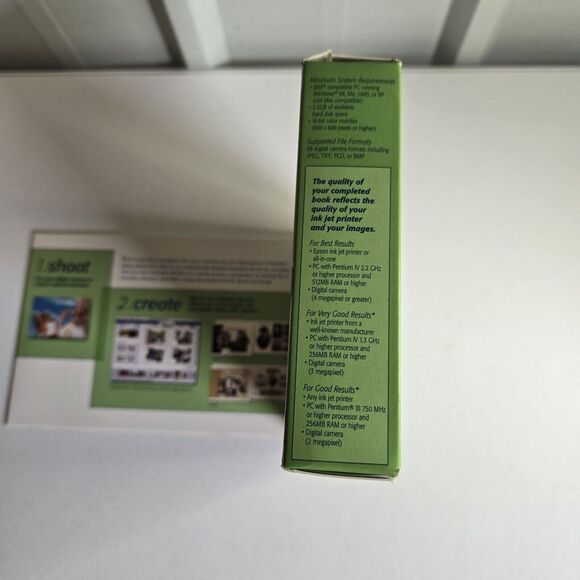 Minimum System Requirements
• IBM® compatible PC running
Windows® 98, Me, 2000, or XP
(not Mac compatible)
• 2.5GB of available
hard disk space
• 16-bit color monitor
(800 x 600 pixels or higher)
Supported File Formats
All digital camera formats including
JPEG, TIFF, PCD, or BMP
The quality of
your completed
book reflects the
quality of your
ink jet printer
and your images.
For Best Results
• Epson ink jet printer or
all-in-one
• PC with Pentium IV 2.2 GHz
or higher processor and
512MB RAM or higher
• Digital camera
(4 megapixel or greater)
For Very Good Results*
• Ink jet printer from a
well-known manufacturer
• PC with Pentium IV 1.3 GHz
or higher processor and
256MB RAM or higher
• Digital camera
(3 megapixel)
For Good Results*
• Any ink jet printer
• PC with Pentium® III 750 MHz
or higher processor and
256MB RAM or higher
• Digital camera
(2 megapixel)
1.shoot
2.create